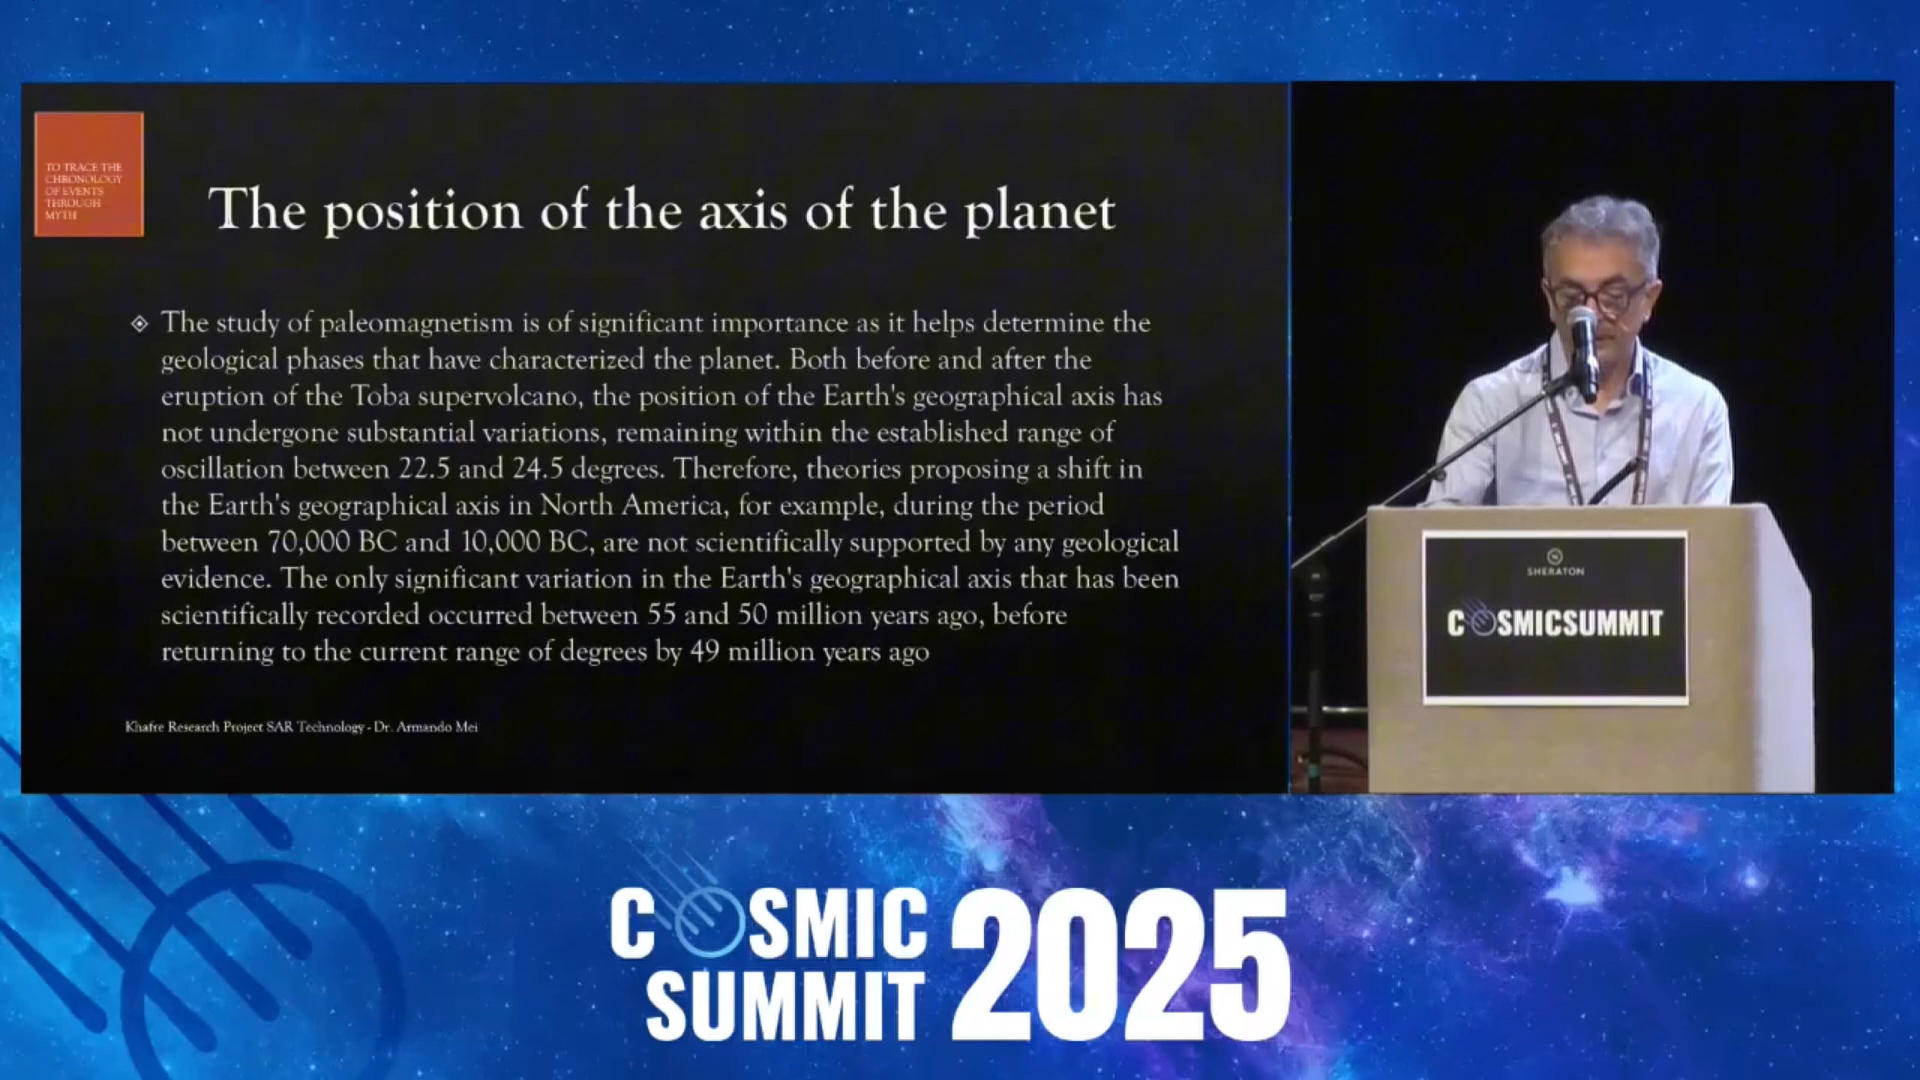 TO TRACE THE
CHRONOLOGY
OF EVENTS
THROUGH
MYTH
The position of the axis of the planet
The study of paleomagnetism is of significant importance as it helps determine the
geological phases that have characterized the planet. Both before and after the
eruption of the Toba supervolcano, the position of the Earth's geographical axis has
not undergone substantial variations, remaining within the established range of
oscillation between 22.5 and 24.5 degrees. Therefore, theories proposing a shift in
the Earth's geographical axis in North America, for example, during the period
between 70,000 BC and 10,000 BC, are not scientifically supported by any geological
evidence. The only significant variation in the Earth's geographical axis that has been
scientifically recorded occurred between 55 and 50 million years ago, before
returning to the current range of degrees by 49 million years ago
Khafre Research Project SAR Technology - Dr. Armando Mei
SHERATON
COSMICSUMMIT
COSMIC
SUMMIT
2025